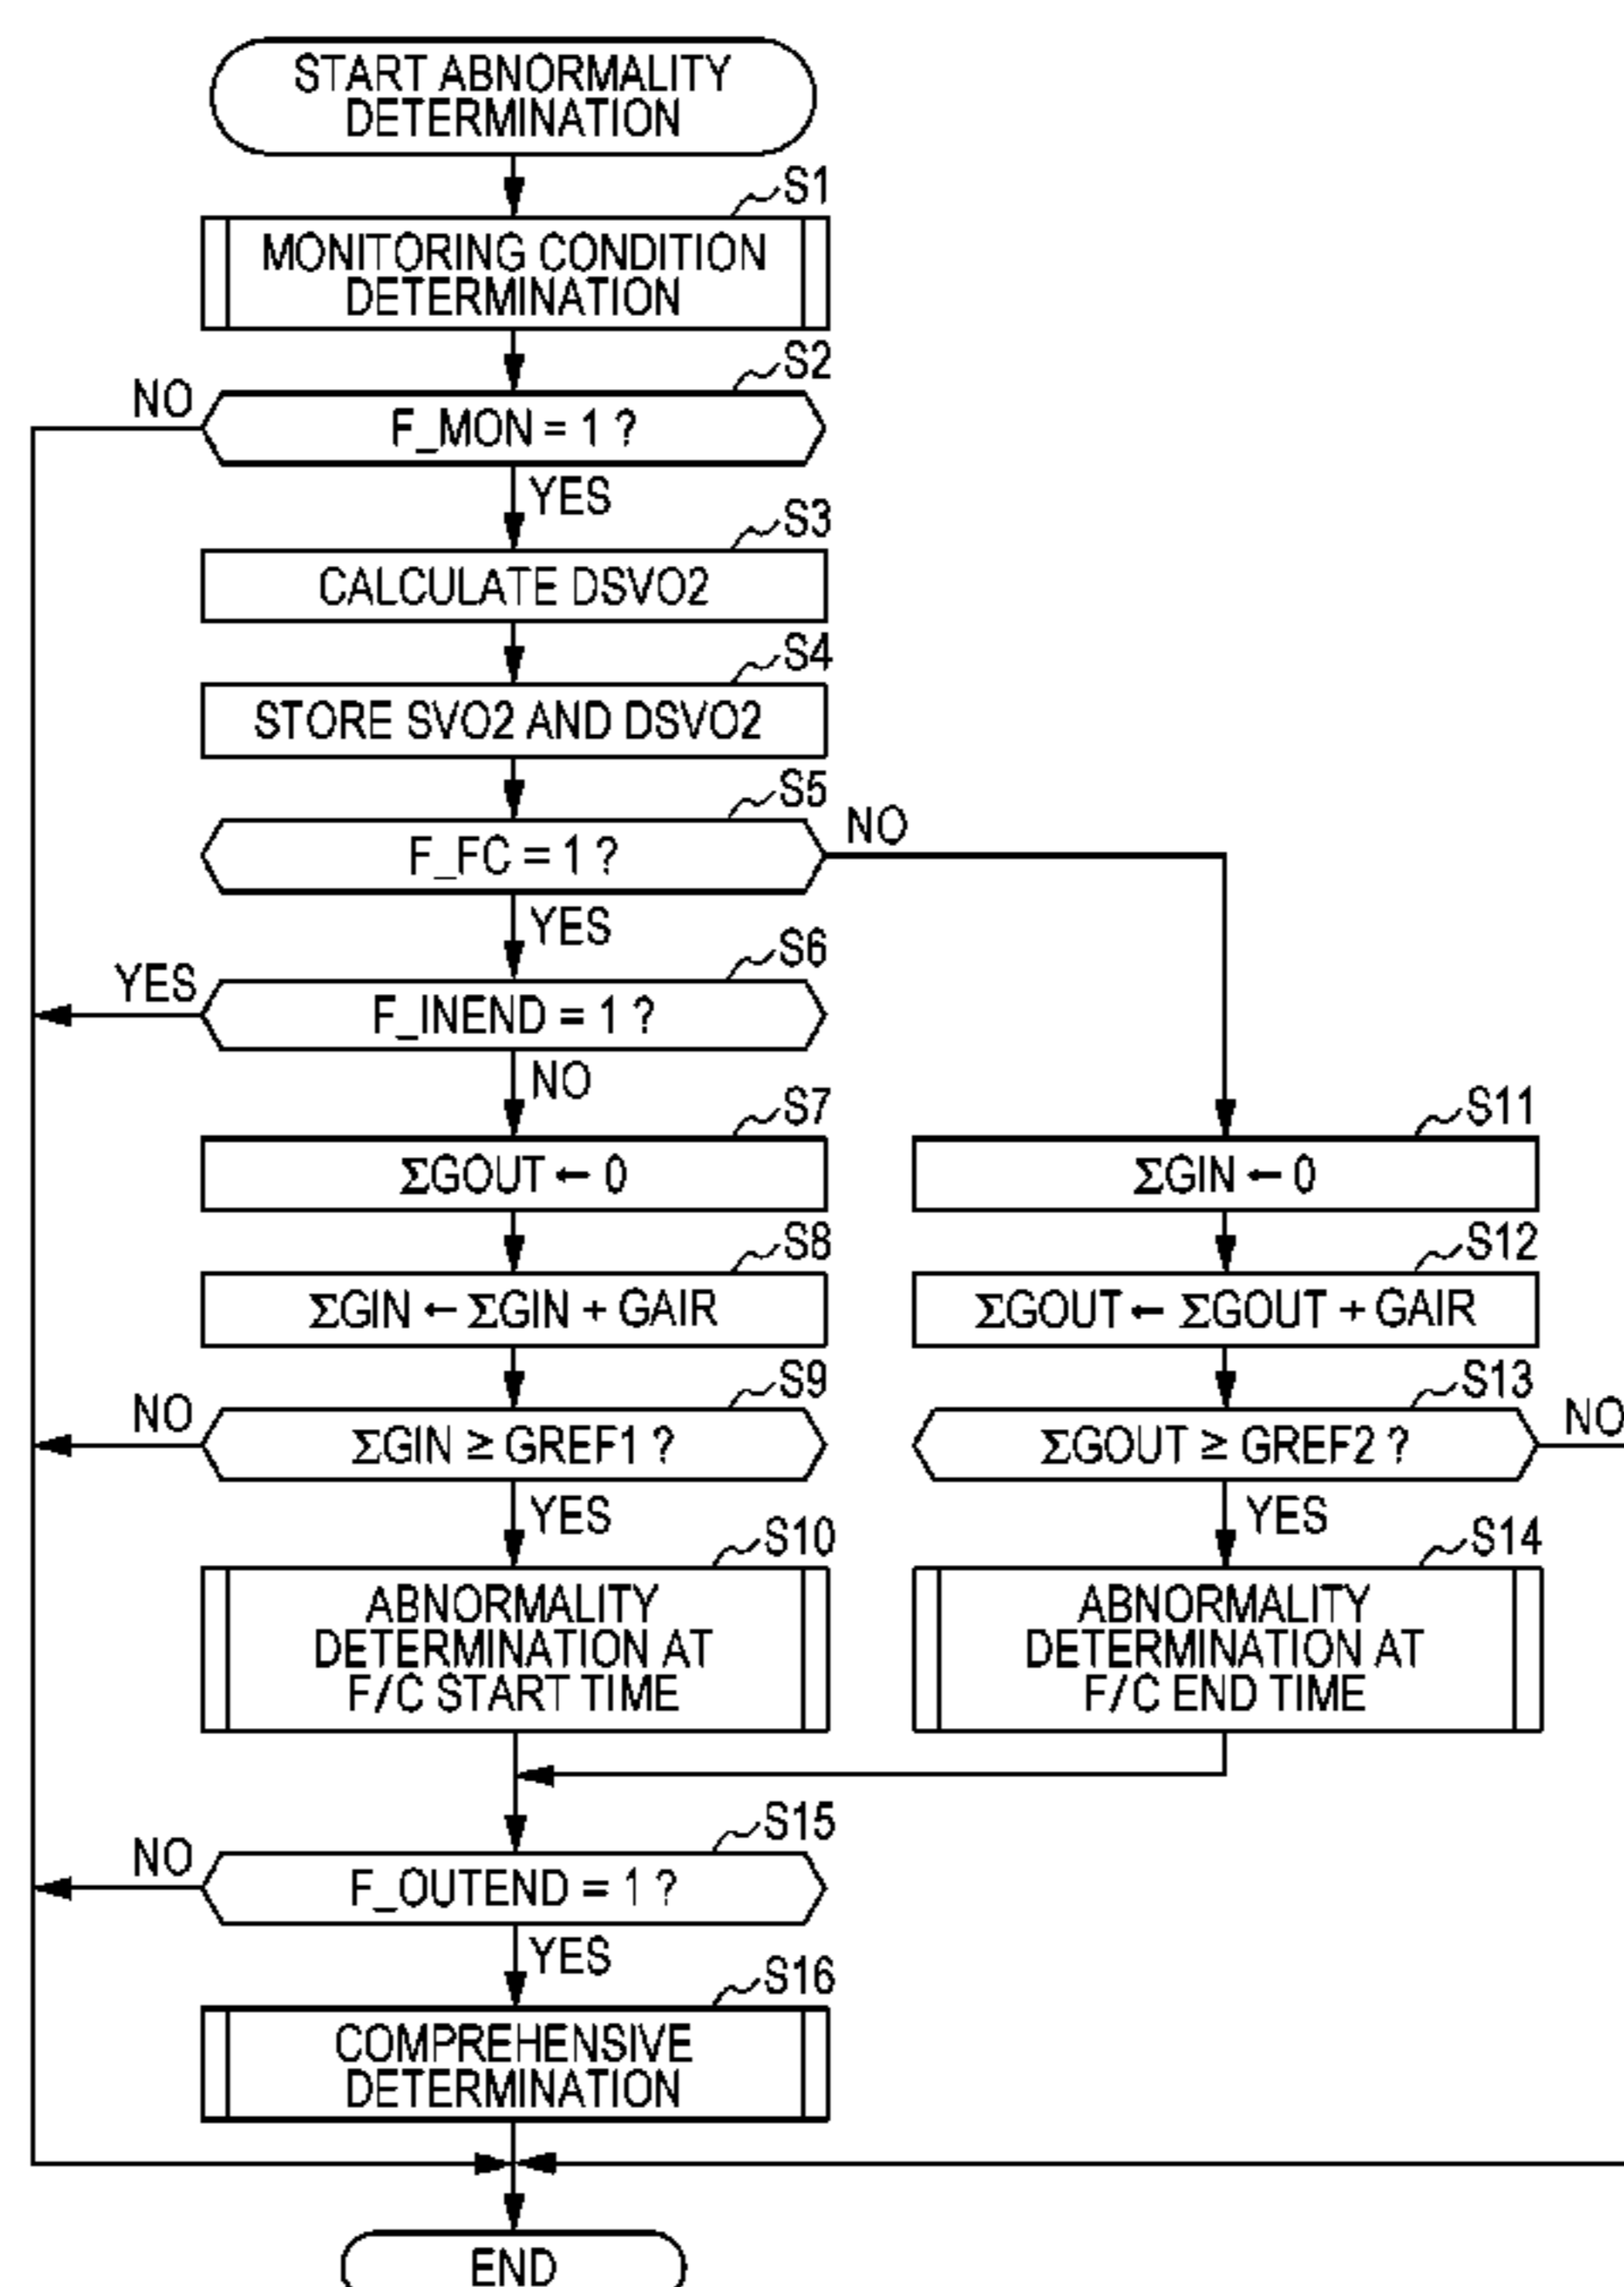 START ABNORMALITY
DETERMINATION
S1
MONITORING CONDITION
DETERMINATION
S2
NO
F_MON = 1 ?
YES
S3
CALCULATE DSVO2
S4
STORE SVO2 AND DSVO2
S5
NO
F_FC = 1 ?
YES
S6
YES
F_INEND = 1 ?
NO
S7
ΣGOUT ← 0
S8
ΣGIN ← ΣGIN + GAIR
S9
NO
ΣGIN ≥ GREF1 ?
YES
S10
ABNORMALITY
DETERMINATION AT
F/C START TIME
S11
ΣGIN ← 0
S12
ΣGOUT ← ΣGOUT + GAIR
S13
NO
ΣGOUT ≥ GREF2 ?
YES
S14
ABNORMALITY
DETERMINATION AT
F/C END TIME
S15
NO
F_OUTEND = 1 ?
YES
S16
COMPREHENSIVE
DETERMINATION
END